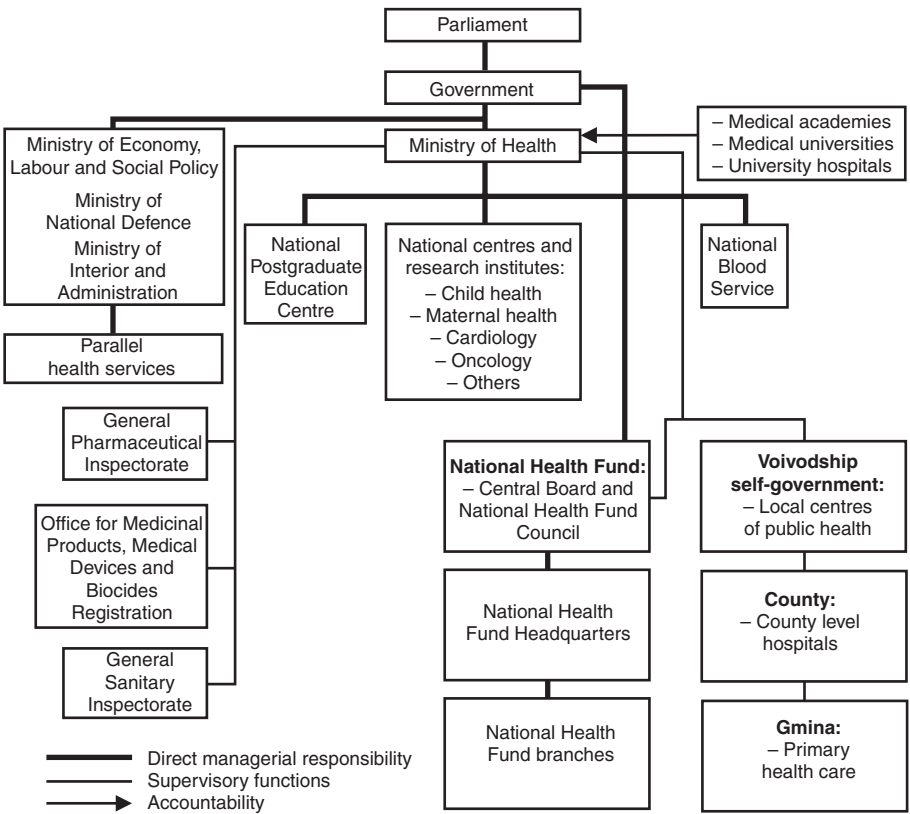 Parliament
Government
Ministry of Economy,
Labour and Social Policy
Ministry of
National Defence
Ministry of
Interior and
Administration
Ministry of Health
– Medical academies
– Medical universities
– University hospitals
Parallel
health services
National
Postgraduate
Education
Centre
National centres and
research institutes:
– Child health
– Maternal health
– Cardiology
– Oncology
– Others
National
Blood
Service
General
Pharmaceutical
Inspectorate
Office for Medicinal
Products, Medical
Devices and
Biocides
Registration
General
Sanitary
Inspectorate
National Health Fund:
– Central Board and
National Health Fund
Council
National Health
Fund Headquarters
National Health
Fund branches
Voivodship
self-government:
– Local centres
of public health
County:
– County level
hospitals
Gmina:
– Primary
health care
Direct managerial responsibility
Supervisory functions
Accountability